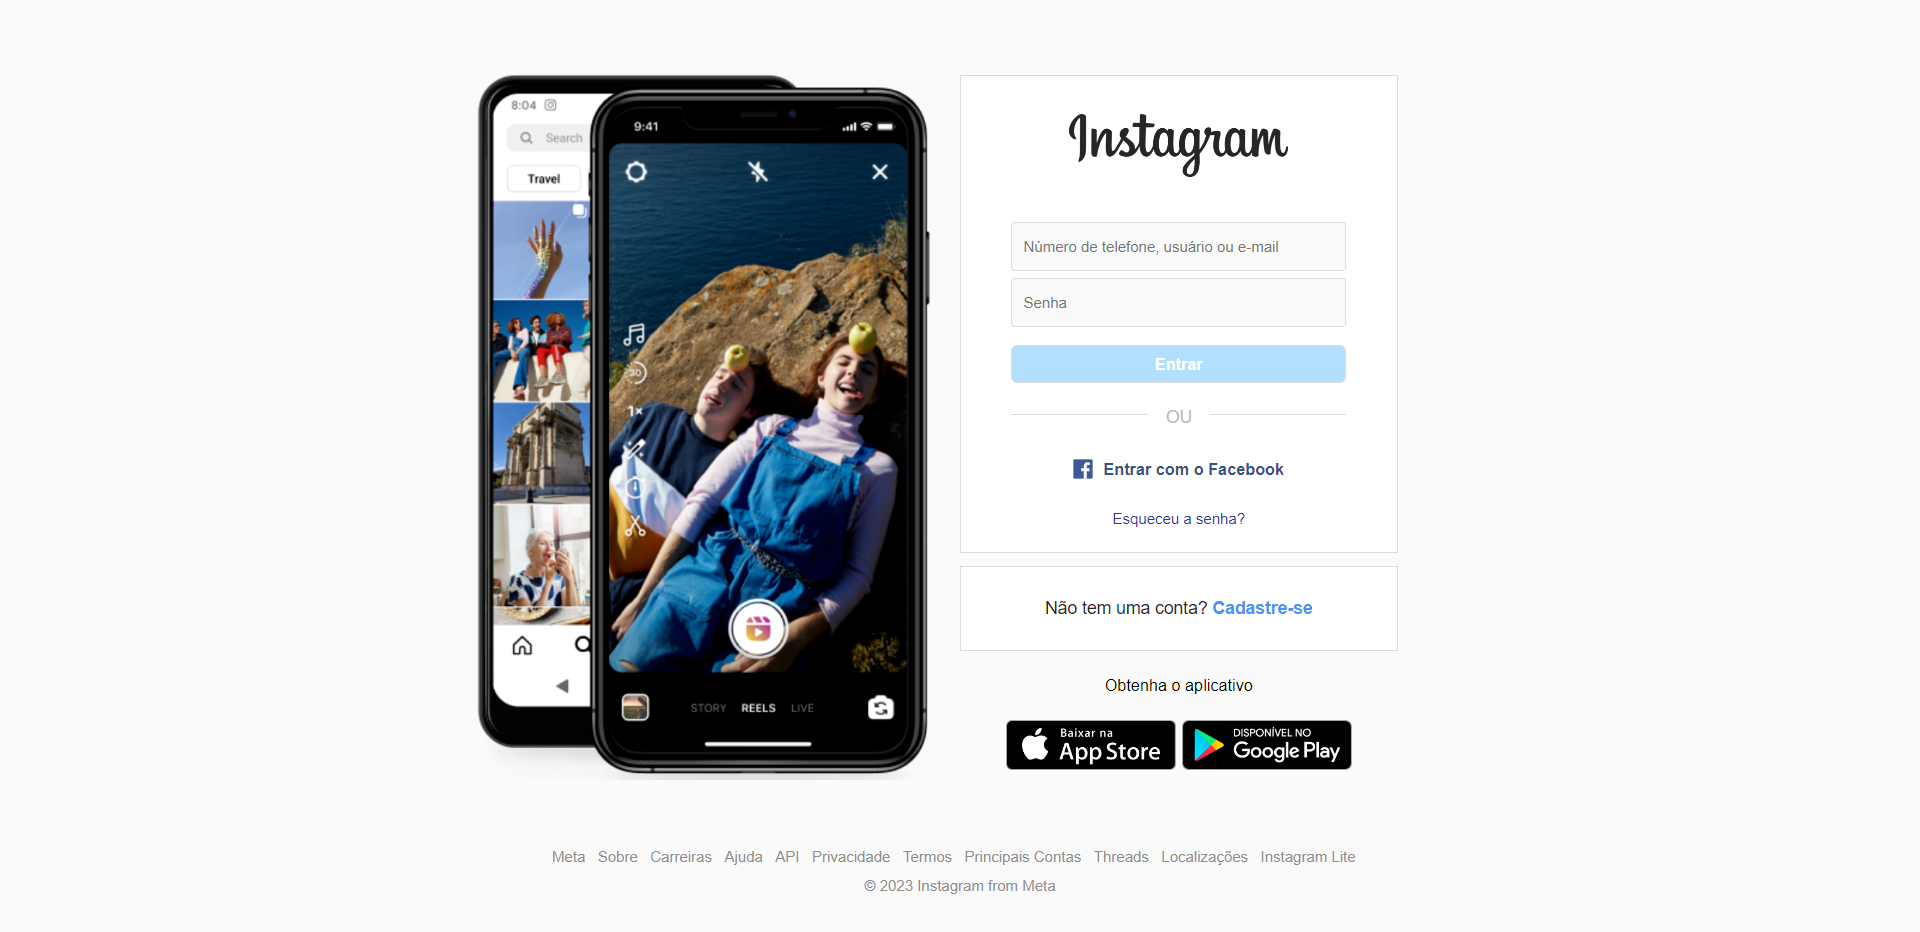 8:04
Search
Travel
9:41
30
1×
STORY REELS LIVE
Instagram
Número de telefone, usuário ou e-mail
Senha
Entrar
OU
Entrar com o Facebook
Esqueceu a senha?
Não tem uma conta? Cadastre-se
Obtenha o aplicativo
Baixar na
App Store
DISPONÍVEL NO
Google Play
Meta Sobre Carreiras Ajuda API Privacidade Termos Principais Contas Threads Localizações Instagram Lite
© 2023 Instagram from Meta